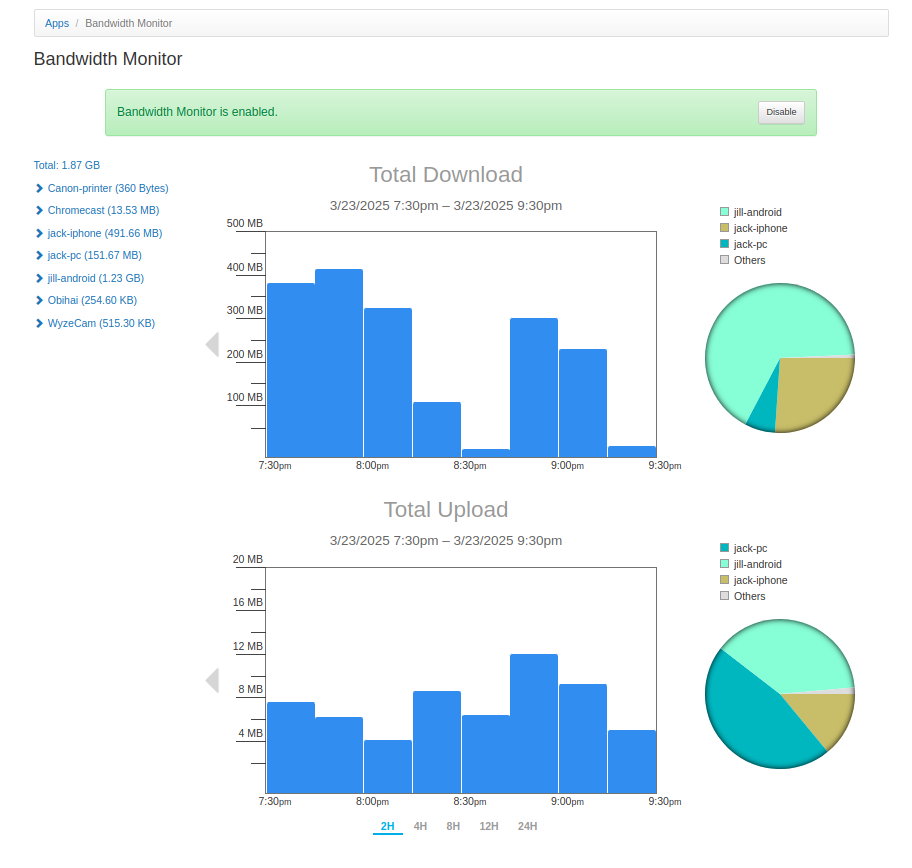 Apps / Bandwidth Monitor
Bandwidth Monitor
Bandwidth Monitor is enabled.
Disable
Total: 1.87 GB
Canon-printer (360 Bytes)
Chromecast (13.53 MB)
jack-iphone (491.66 MB)
jack-pc (151.67 MB)
jill-android (1.23 GB)
Obihai (254.60 KB)
WyzeCam (515.30 KB)
Total Download
3/23/2025 7:30pm – 3/23/2025 9:30pm
500 MB
400 MB
300 MB
200 MB
100 MB
7:30pm 8:00pm 8:30pm 9:00pm 9:30pm
jill-android
jack-iphone
jack-pc
Others
Total Upload
3/23/2025 7:30pm – 3/23/2025 9:30pm
20 MB
16 MB
12 MB
8 MB
4 MB
7:30pm 8:00pm 8:30pm 9:00pm 9:30pm
jack-pc
jill-android
jack-iphone
Others
2H 4H 8H 12H 24H